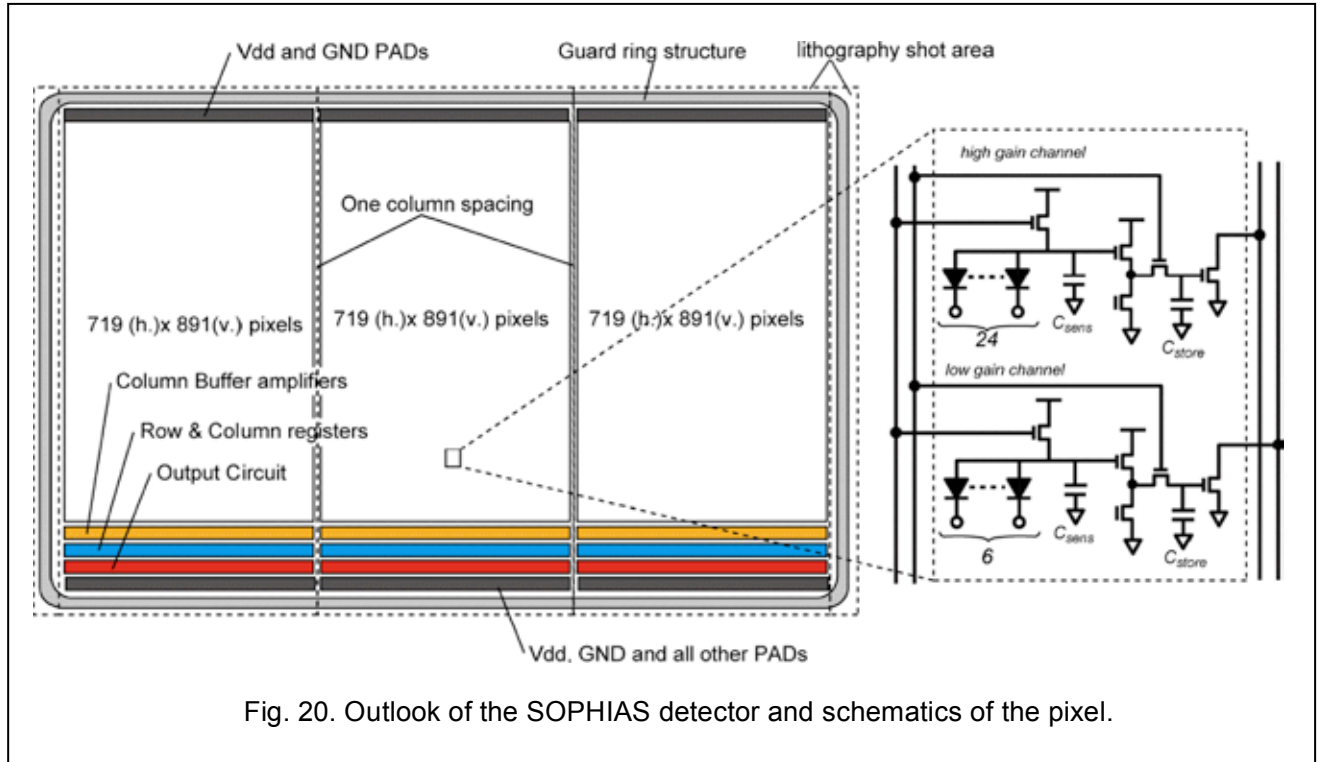 Vdd and GND PADs
Guard ring structure
lithography shot area
high gain channel
One column spacing
719 (h.)x 891(v.) pixels
719 (h.)x 891(v.) pixels
719 (h.)x 891(v.) pixels
Csens
24
Cstore
low gain channel
Column Buffer amplifiers
Row & Column registers
Output Circuit
Csens
6
Cstore
Vdd, GND and all other PADs
Fig. 20. Outlook of the SOPHIAS detector and schematics of the pixel.